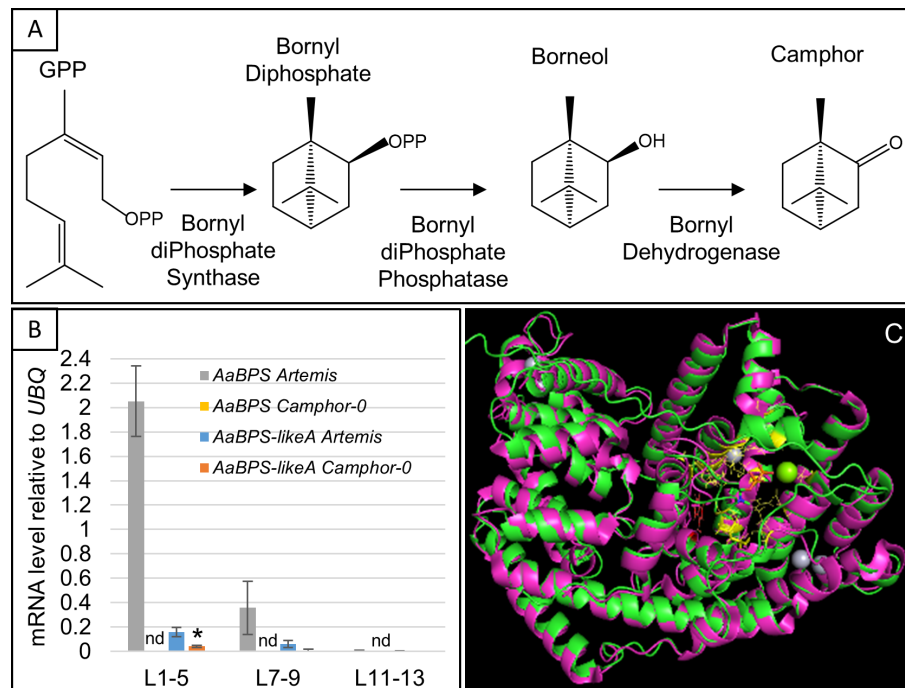 A
GPP
OPP
Bornyl
diPhosphate
Synthase
Bornyl
Diphosphate
OPP
Bornyl
diPhosphate
Phosphatase
Borneol
OH
Bornyl
Dehydrogenase
Camphor
O
B
mRNA level relative to UBQ
2.4
2.2
2
1.8
1.6
1.4
1.2
1
0.8
0.6
0.4
0.2
0
AaBPS Artemis
AaBPS Camphor-0
AaBPS-likeA Artemis
AaBPS-likeA Camphor-0
nd
*
nd
nd
L1-5
L7-9
L11-13
C